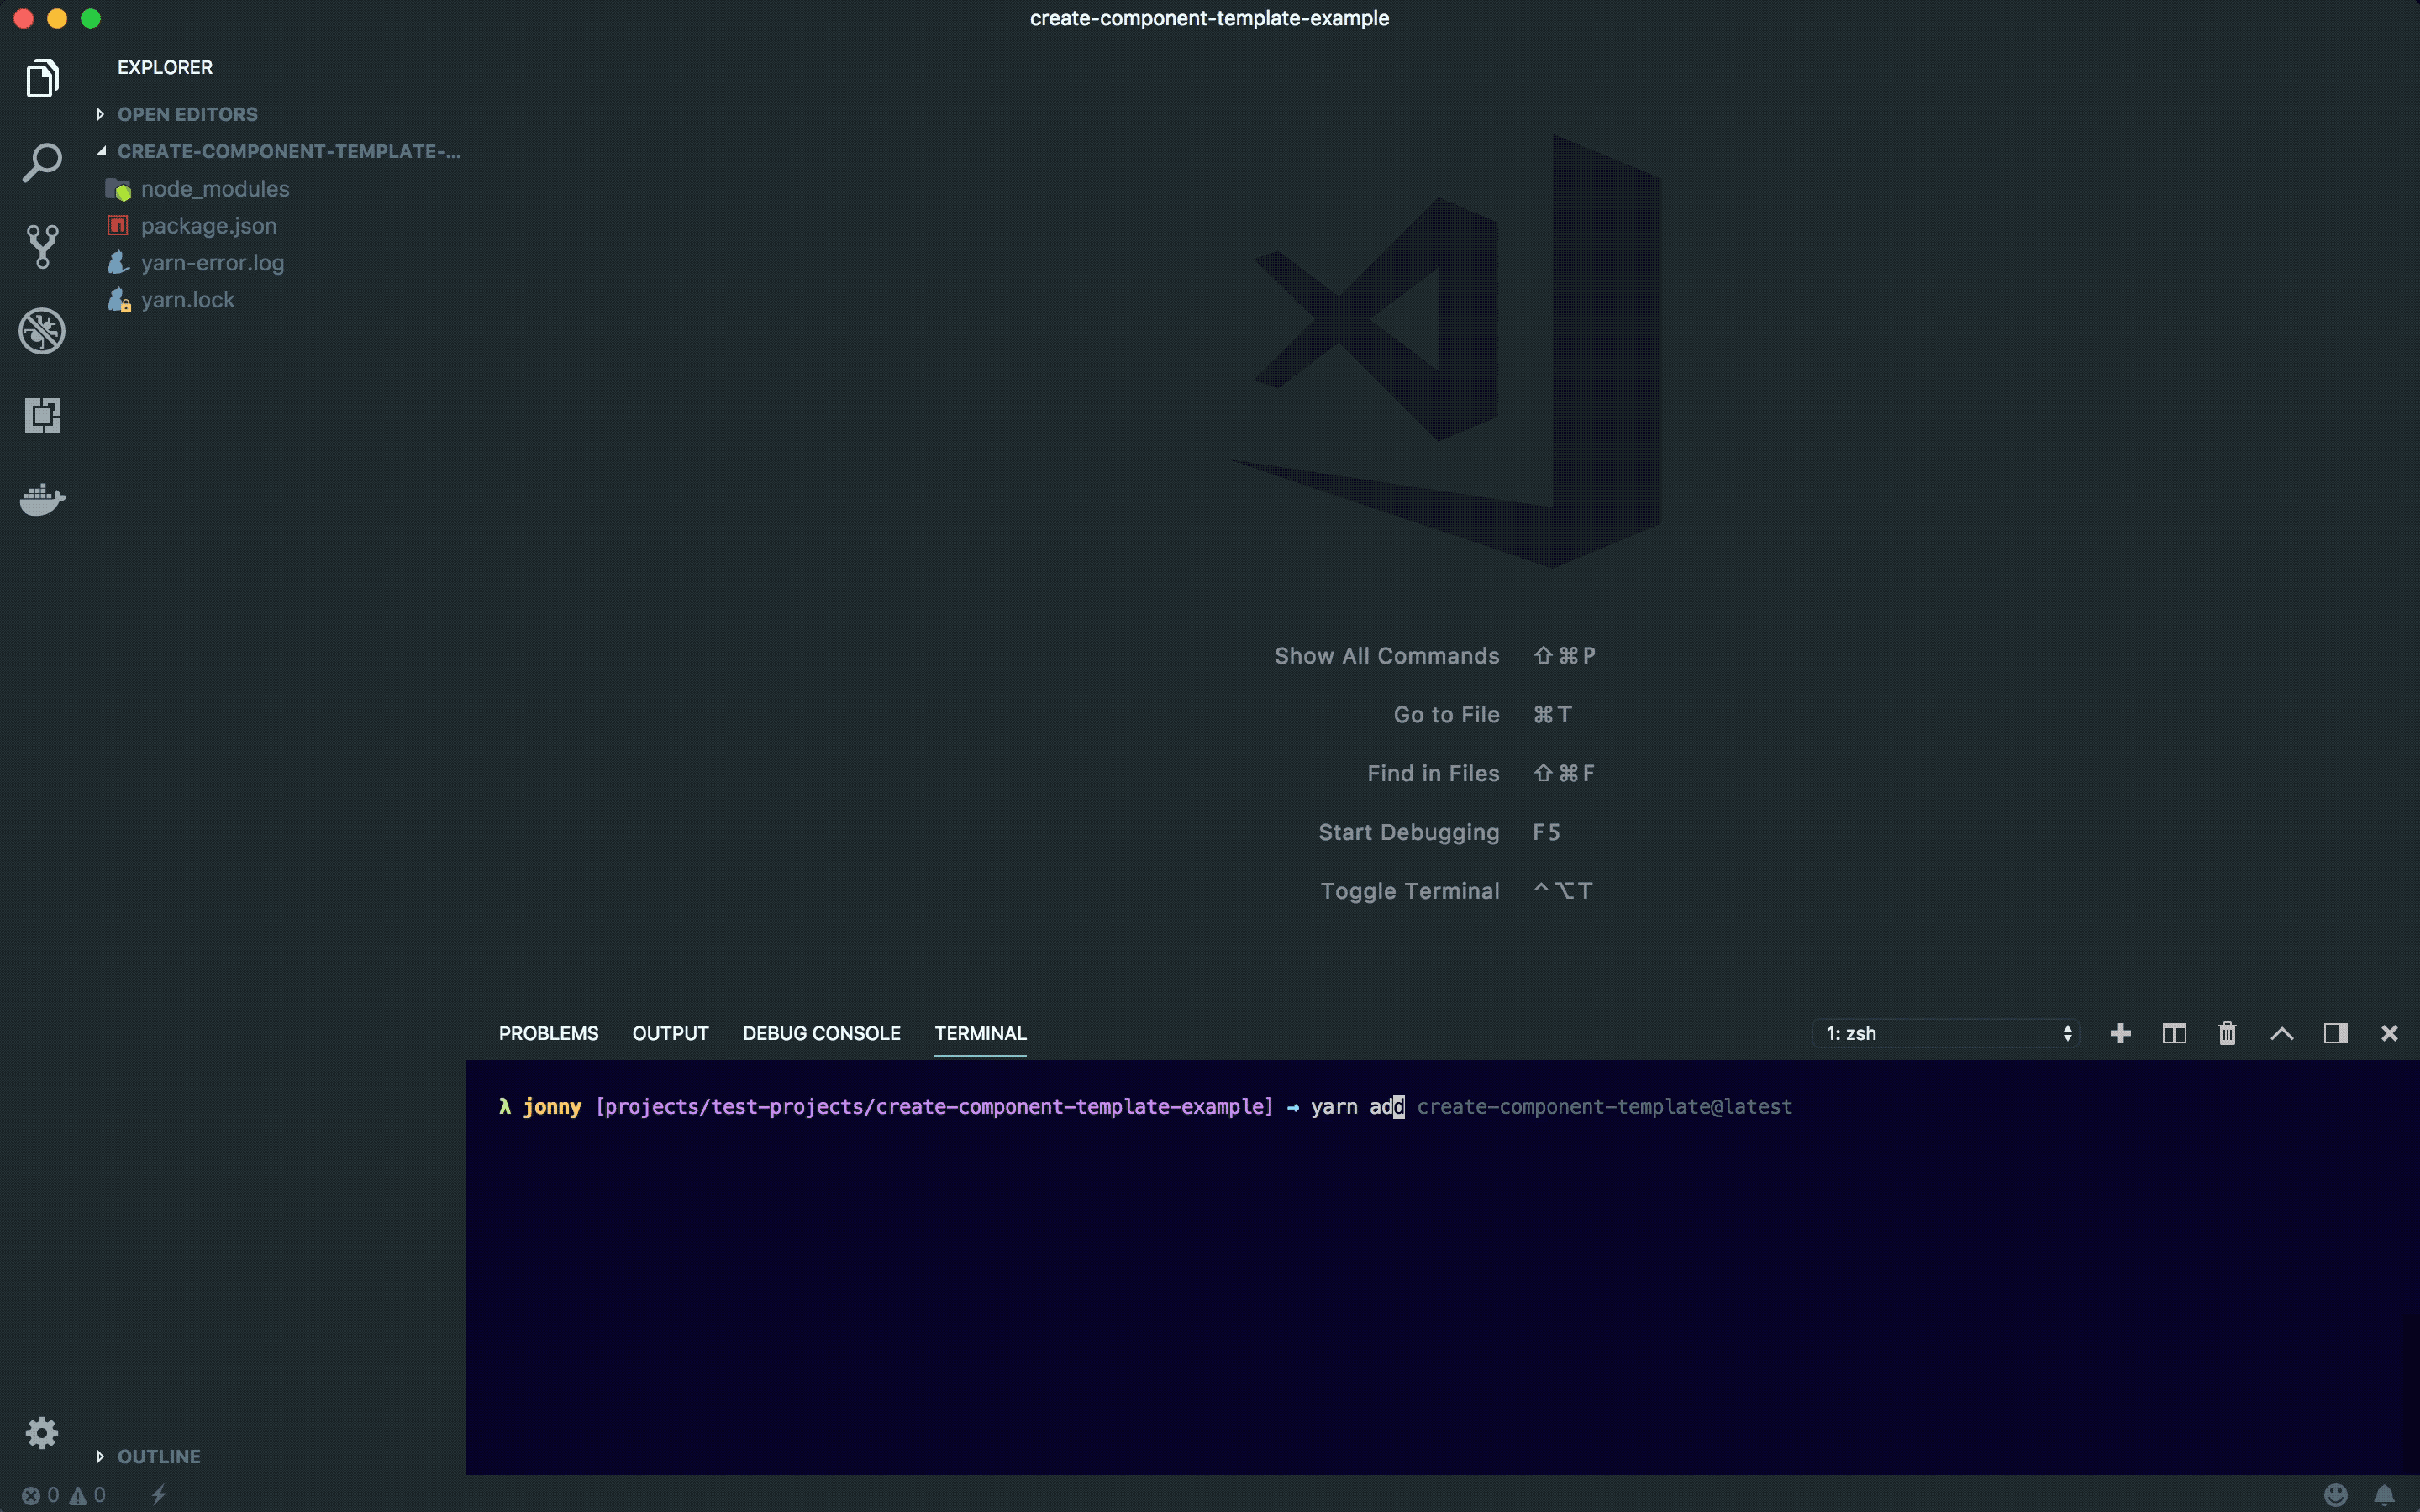 create-component-template-example
EXPLORER
OPEN EDITORS
CREATE-COMPONENT-TEMPLATE-...
node_modules
package.json
yarn-error.log
yarn.lock
Show All Commands ⇧⌘P
Go to File ⌘T
Find in Files ⇧⌘F
Start Debugging F5
Toggle Terminal ^⌥T
PROBLEMS OUTPUT DEBUG CONSOLE TERMINAL 1: zsh
λ jonny [projects/test-projects/create-component-template-example] → yarn add create-component-template@latest
OUTLINE
0 0